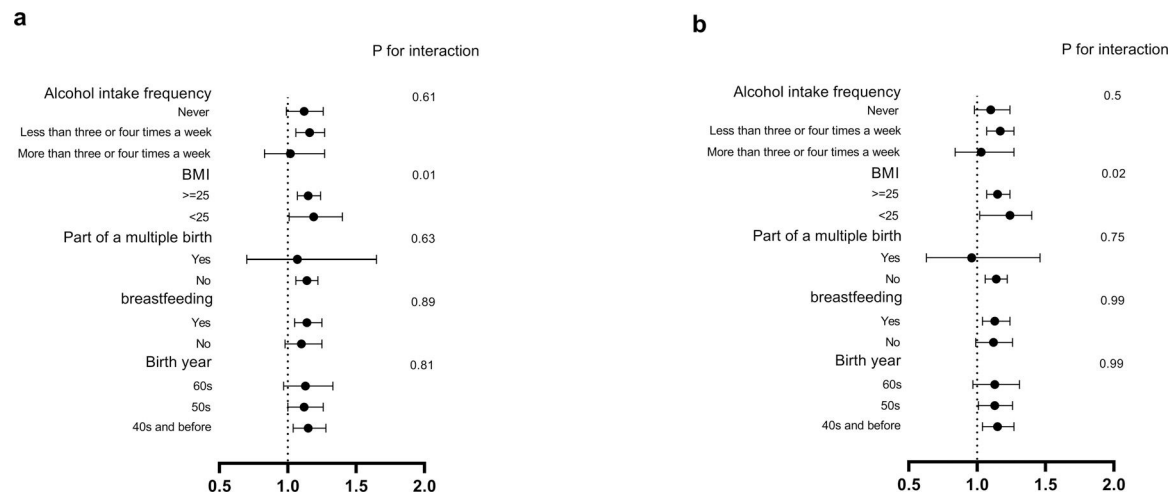 a
P for interaction
Alcohol intake frequency 0.61
Never
Less than three or four times a week
More than three or four times a week
BMI 0.01
>=25
<25
Part of a multiple birth 0.63
Yes
No
breastfeeding 0.89
Yes
No
Birth year 0.81
60s
50s
40s and before
0.5 1.0 1.5 2.0
b
P for interaction
Alcohol intake frequency 0.5
Never
Less than three or four times a week
More than three or four times a week
BMI 0.02
>=25
<25
Part of a multiple birth 0.75
Yes
No
breastfeeding 0.99
Yes
No
Birth year 0.99
60s
50s
40s and before
0.5 1.0 1.5 2.0